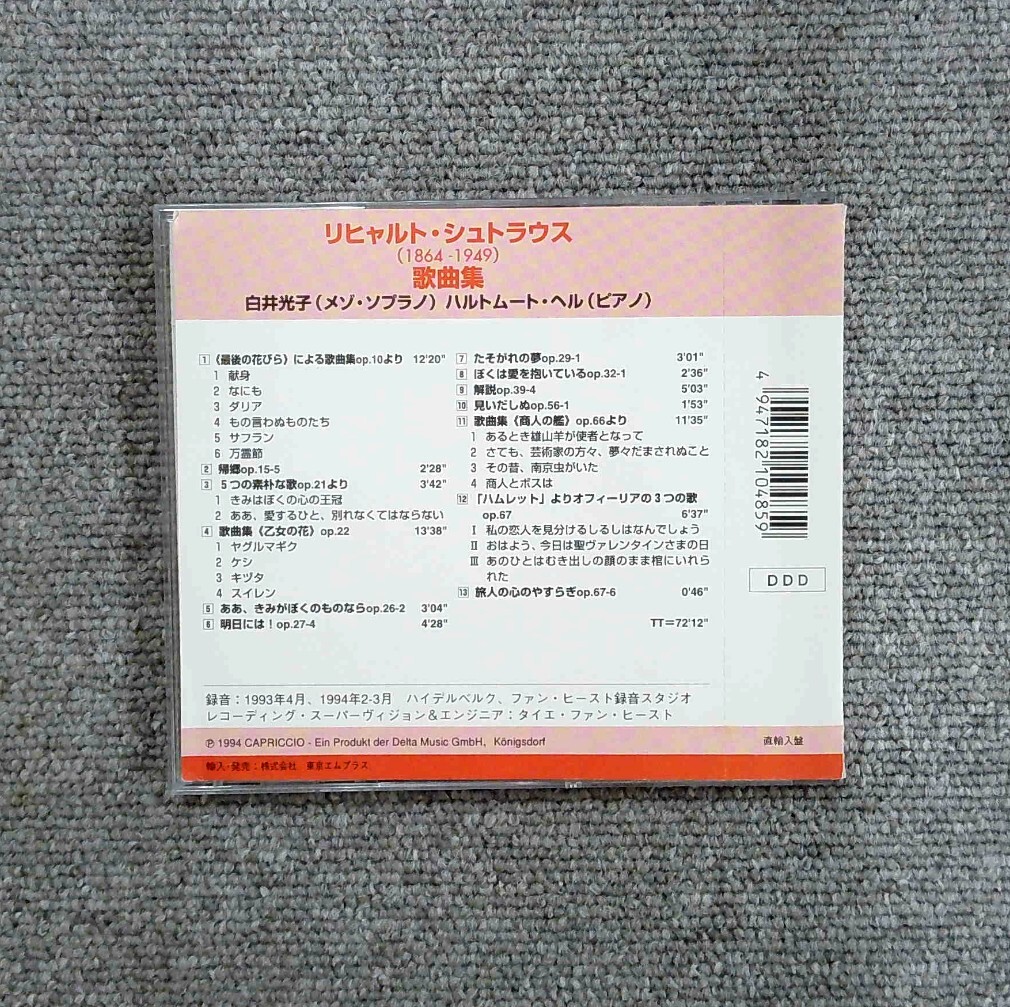 リヒャルト・シュトラウス
（1864-1949）
歌曲集
白井光子（メゾ・ソプラノ）ハルトムート・ヘル（ピアノ）
1 《最後の花びら》による歌曲集op.10より 12'20"
1 献身
2 なにも
3 ダリア
4 もの言わぬものたち
5 サフラン
6 万霊節
2 帰郷op.15-5 2'28"
3 5つの素朴な歌op.21より 3'42"
1 きみはぼくの心の王冠
2 ああ、愛するひと、別れなくてはならない
4 歌曲集《乙女の花》op.22 13'38"
1 ヤグルマギク
2 ケシ
3 キヅタ
4 スイレン
5 ああ、きみがぼくのものならop.26-2 3'04"
6 明日には！op.27-4 4'28"
7 たそがれの夢op.29-1 3'01"
8 ぼくは愛を抱いているop.32-1 2'36"
9 解説op.39-4 5'03"
10 見いだしぬop.56-1 1'53"
11 歌曲集《商人の鑑》op.66より 11'35"
1 あるとき雄山羊が使者となって
2 さても、芸術家の方々、夢々だまされぬこと
3 その昔、南京虫がいた
4 商人とボスは
12 「ハムレット」よりオフィーリアの3つの歌
op.67 6'37"
Ⅰ 私の恋人を見分けるしるしはなんでしょう
Ⅱ おはよう、今日は聖ヴァレンタインさまの日
Ⅲ あのひとはむき出しの顔のまま棺にいれら
れた
13 旅人の心のやすらぎop.67-6 0'46"
TT=72'12"
録音：1993年4月、1994年2-3月 ハイデルベルク、ファン・ヒースト録音スタジオ
レコーディング・スーパーヴィジョン＆エンジニア：タイエ・ファン・ヒースト
℗ 1994 CAPRICCIO - Ein Produkt der Delta Music GmbH, Königsdorf
直輸入盤
輸入・発売：株式会社 東京エムプラス
4 947182 104859
DDD